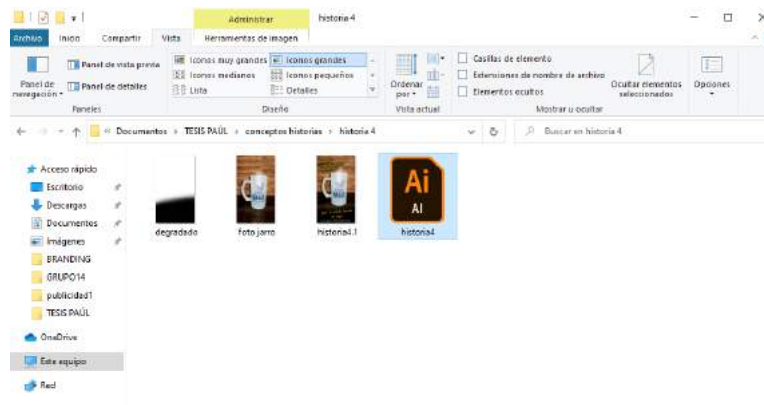 Administrar
historia 4
Archivo Inicio Compartir Vista Herramientas de imagen
Panel de navegación
Panel de vista previa
Panel de detalles
Paneles
Iconos muy grandes Iconos grandes
Iconos medianos Iconos pequeños
Lista Detalles
Diseño
Ordenar por
Vista actual
Casillas de elemento
Extensiones de nombre de archivo
Elementos ocultos
Ocultar elementos seleccionados
Mostrar u ocultar
Opciones
« Documentos › TESIS PAÚL › conceptos historias › historia 4
Buscar en historia 4
Acceso rápido
Escritorio
Descargas
Documentos
Imágenes
BRANDING
GRUPO14
publicidad1
TESIS PAÚL
OneDrive
Este equipo
Red
degradado
foto jarro
historia4.1
Ai
AI
historia4